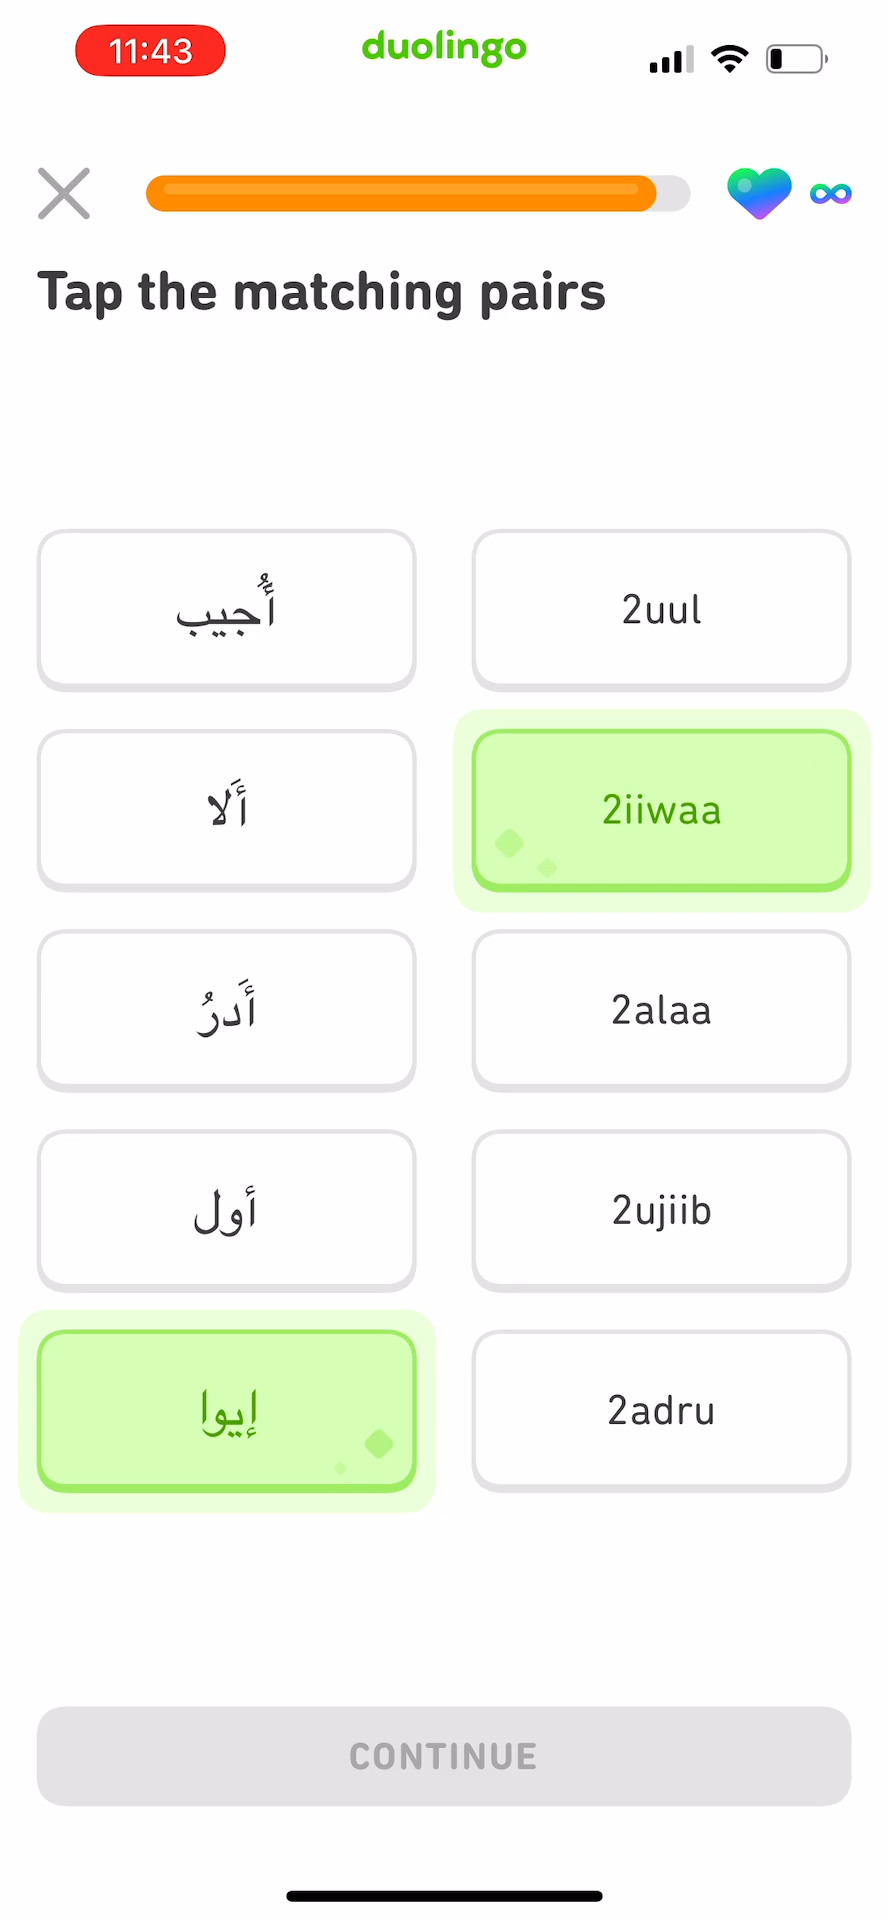 11:43
duolingo
∞
Tap the matching pairs
أُجيب
2uul
أَلا
2iiwaa
أَدرُ
2alaa
أول
2ujiib
إيوا
2adru
CONTINUE